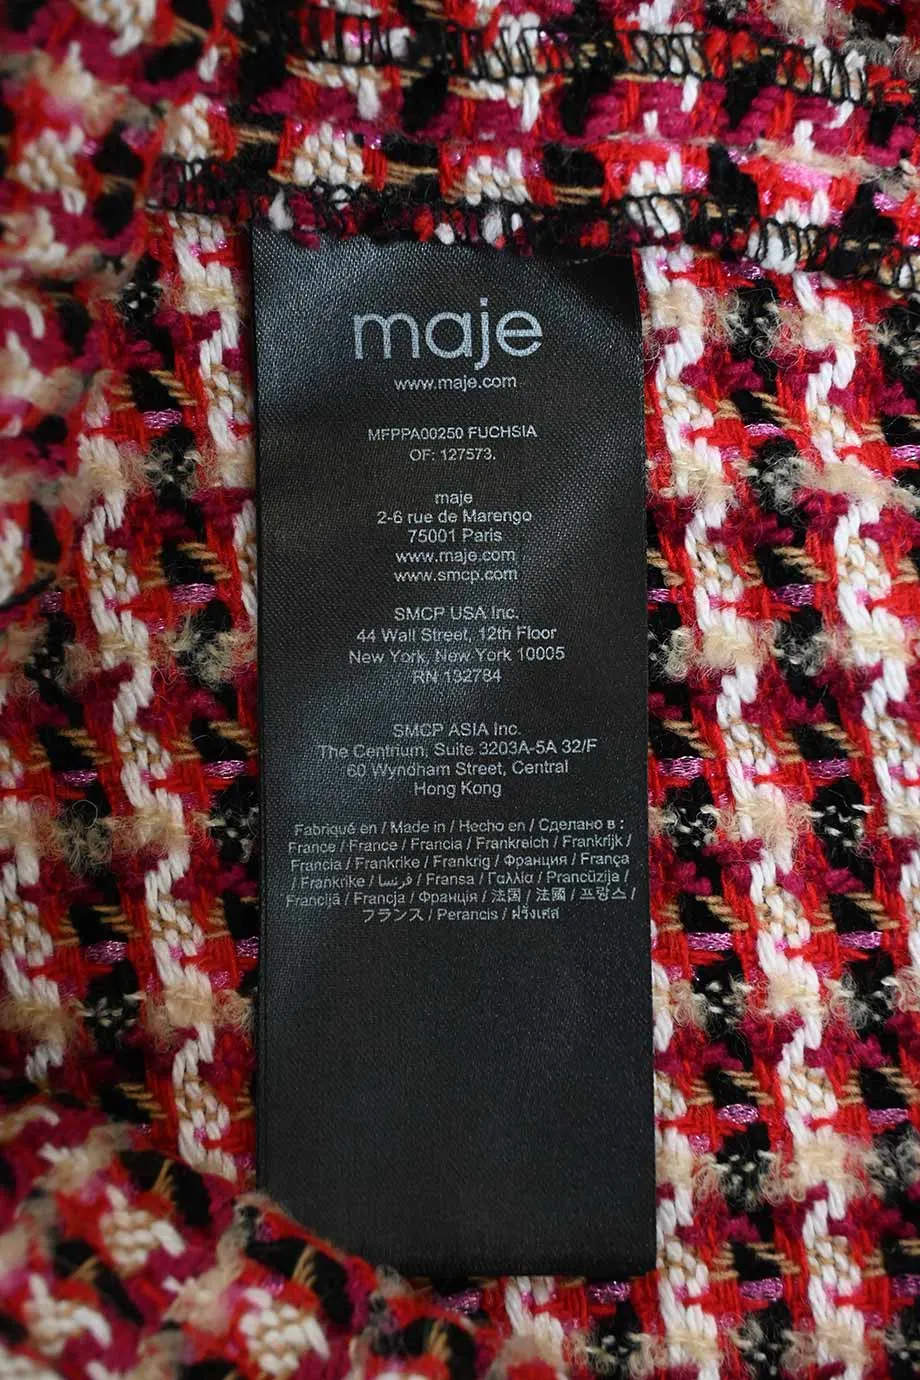 maje
www.maje.com
MFPPA00250 FUCHSIA
OF: 127573.
maje
2-6 rue de Marengo
75001 Paris
www.maje.com
www.smcp.com
SMCP USA Inc.
44 Wall Street, 12th Floor
New York, New York 10005
RN 132784
SMCP ASIA Inc.
The Centrium, Suite 3203A-5A 32/F
60 Wyndham Street, Central
Hong Kong
Fabriqué en / Made in / Hecho en / Сделано в :
France / France / Francia / Frankreich / Frankrijk /
Francia / Frankrike / Frankrig / Франция / França
/ Frankrike / فرنسا / Fransa / Γαλλία / Prancūzija /
Francijā / Francja / Франція / 法国 / 法國 / 프랑스 /
フランス / Perancis / ฝรั่งเศส